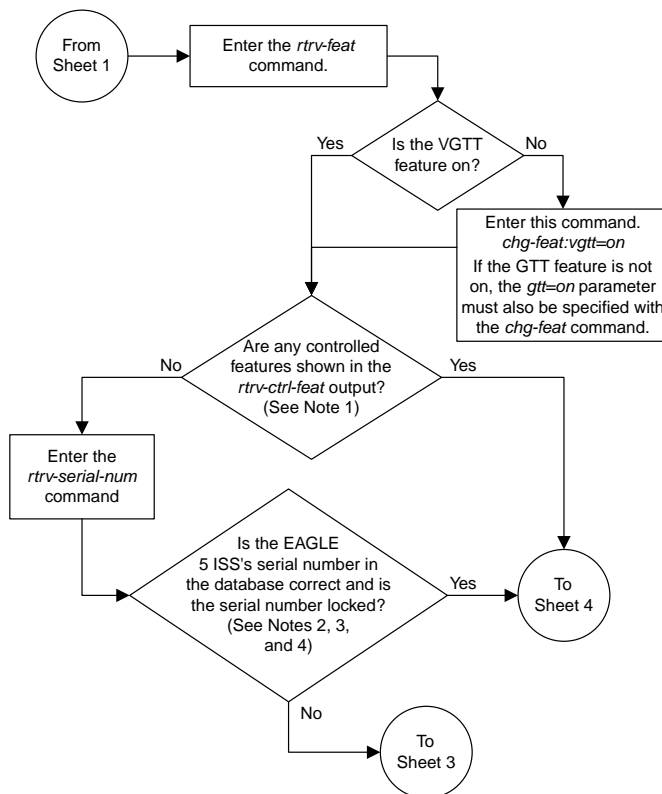 From
Sheet 1
Enter the rtrv-feat
command.
Is the VGTT
feature on?
Yes
No
Enter this command.
chg-feat:vgtt=on
If the GTT feature is not
on, the gtt=on parameter
must also be specified with
the chg-feat command.
Are any controlled
features shown in the
rtrv-ctrl-feat output?
(See Note 1)
No
Yes
Enter the
rtrv-serial-num
command
Is the EAGLE
5 ISS's serial number in
the database correct and is
the serial number locked?
(See Notes 2, 3,
and 4)
Yes
To
Sheet 4
No
To
Sheet 3